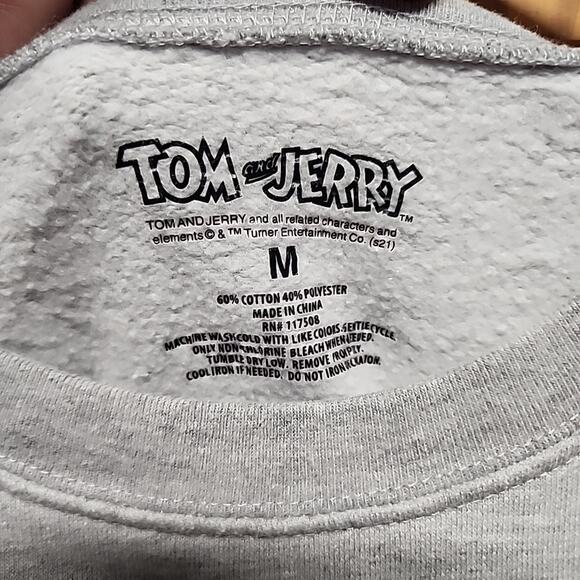 TOM and JERRY™
TOM AND JERRY and all related characters and
elements © & ™ Turner Entertainment Co. (s21)
M
60% COTTON 40% POLYESTER
MADE IN CHINA
RN# 117508
MACHINE WASH COLD WITH LIKE COLORS. GENTLE CYCLE.
ONLY NON-CHLORINE BLEACH WHEN NEEDED.
TUMBLE DRY LOW. REMOVE PROMPTLY.
COOL IRON IF NEEDED. DO NOT IRON DECORATION.